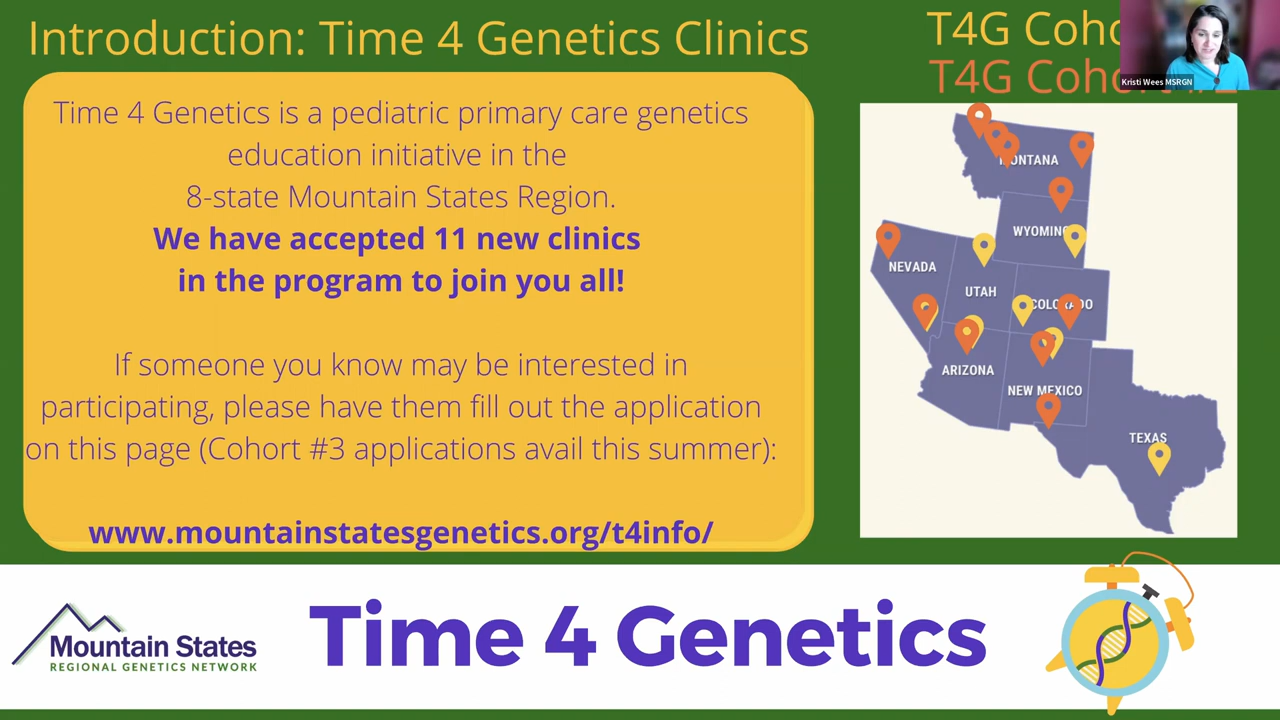 Introduction: Time 4 Genetics Clinics
T4G
T4G
Kristi Wees MSRGN
Time 4 Genetics is a pediatric primary care genetics
education initiative in the
8-state Mountain States Region.
We have accepted 11 new clinics
in the program to join you all!
If someone you know may be interested in
participating, please have them fill out the application
on this page (Cohort #3 applications avail this summer):
www.mountainstatesgenetics.org/t4info/
MONTANA
WYOMING
NEVADA
UTAH
COLORADO
ARIZONA
NEW MEXICO
TEXAS
Mountain States
REGIONAL GENETICS NETWORK
Time 4 Genetics